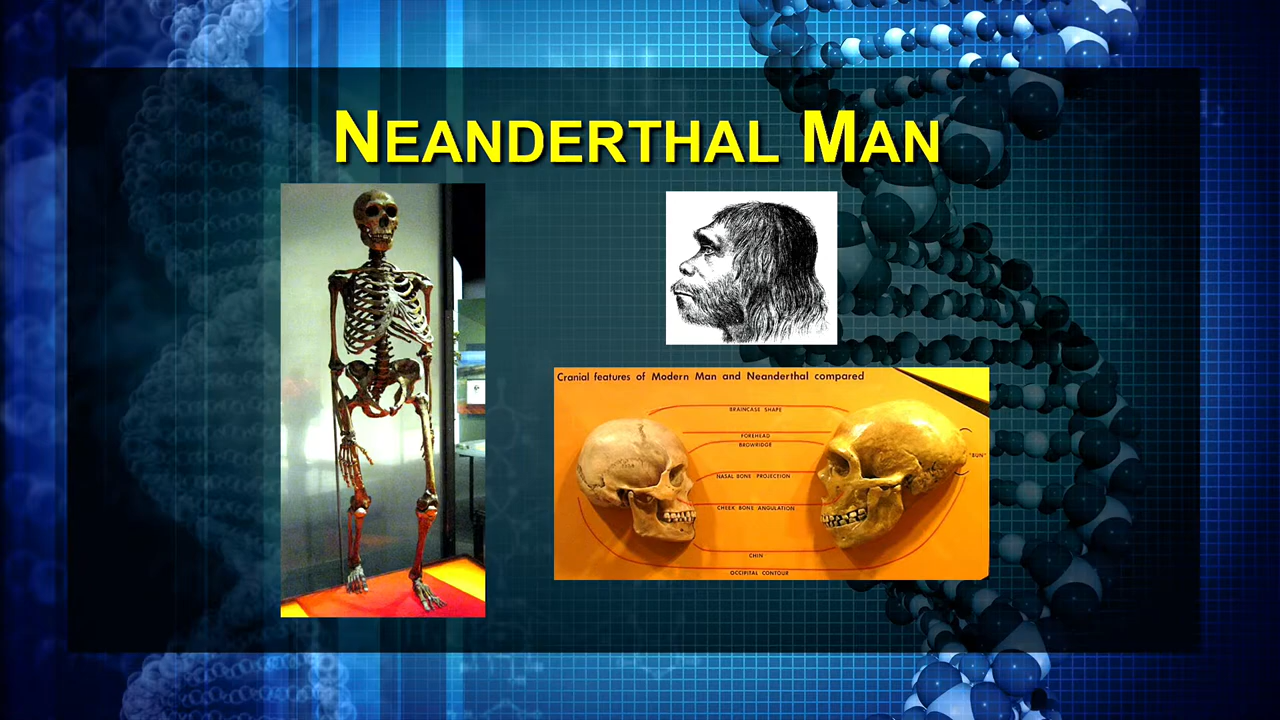 NEANDERTHAL MAN
Cranial features of Modern Man and Neanderthal compared
BRAINCASE SHAPE
FOREHEAD
BROWRIDGE
"BUN"
NASAL BONE PROJECTION
CHEEK BONE ANGULATION
CHIN
OCCIPITAL CONTOUR